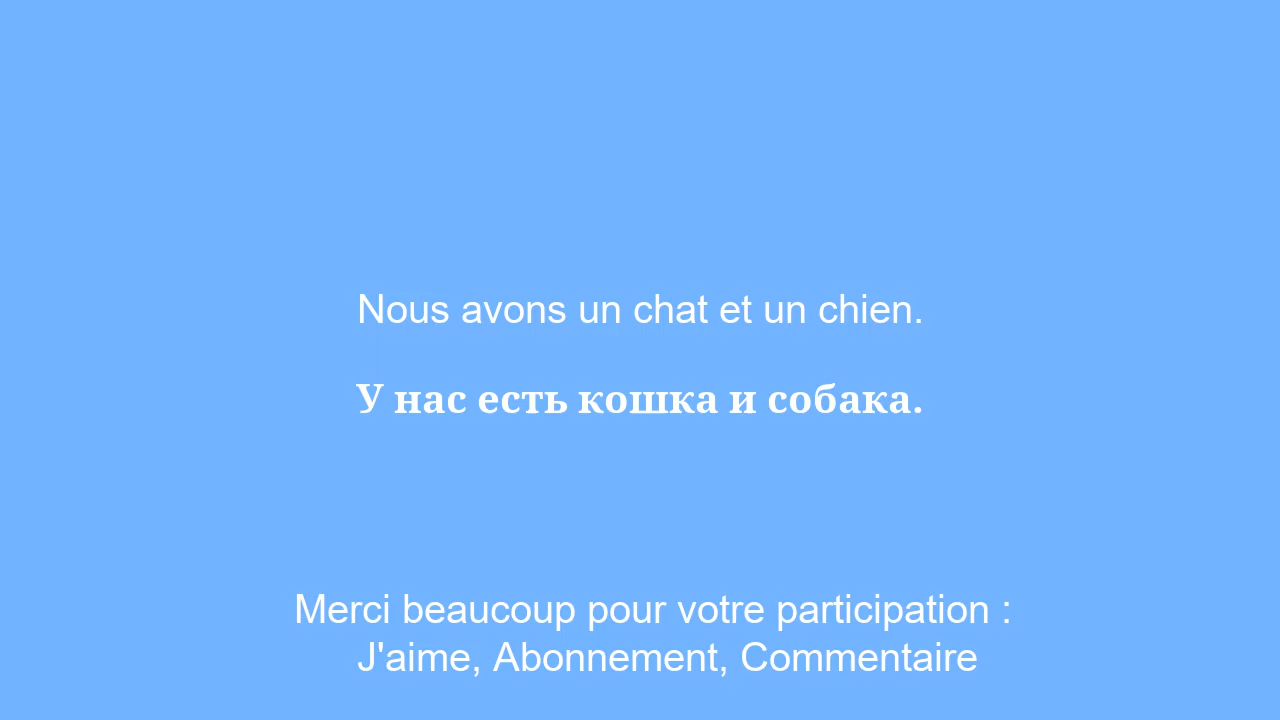 Nous avons un chat et un chien.
У нас есть кошка и собака.
Merci beaucoup pour votre participation :
J'aime, Abonnement, Commentaire